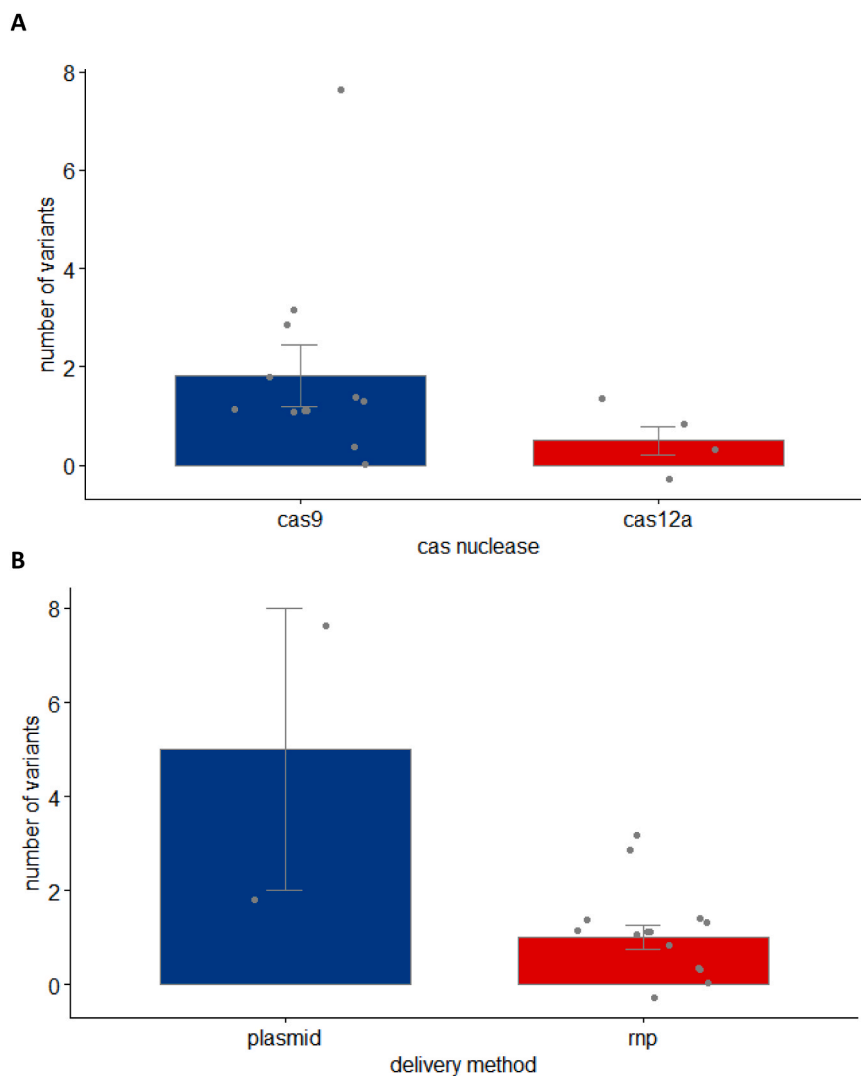 A
8
6
4
2
0
number of variants
cas9 cas12a
cas nuclease
B
8
6
4
2
0
number of variants
plasmid rnp
delivery method